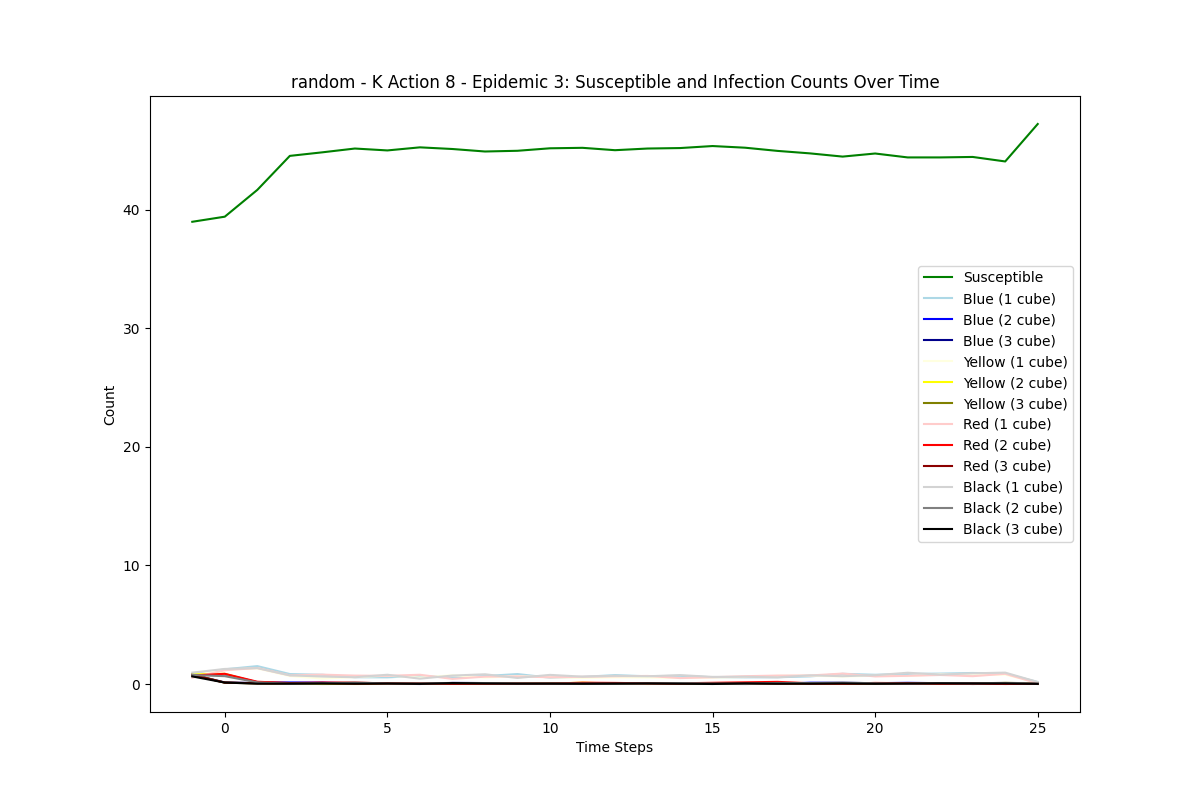 random - K Action 8 - Epidemic 3: Susceptible and Infection Counts Over Time
Count
40
30
20
10
0
Susceptible
Blue (1 cube)
Blue (2 cube)
Blue (3 cube)
Yellow (1 cube)
Yellow (2 cube)
Yellow (3 cube)
Red (1 cube)
Red (2 cube)
Red (3 cube)
Black (1 cube)
Black (2 cube)
Black (3 cube)
0 5 10 15 20 25
Time Steps